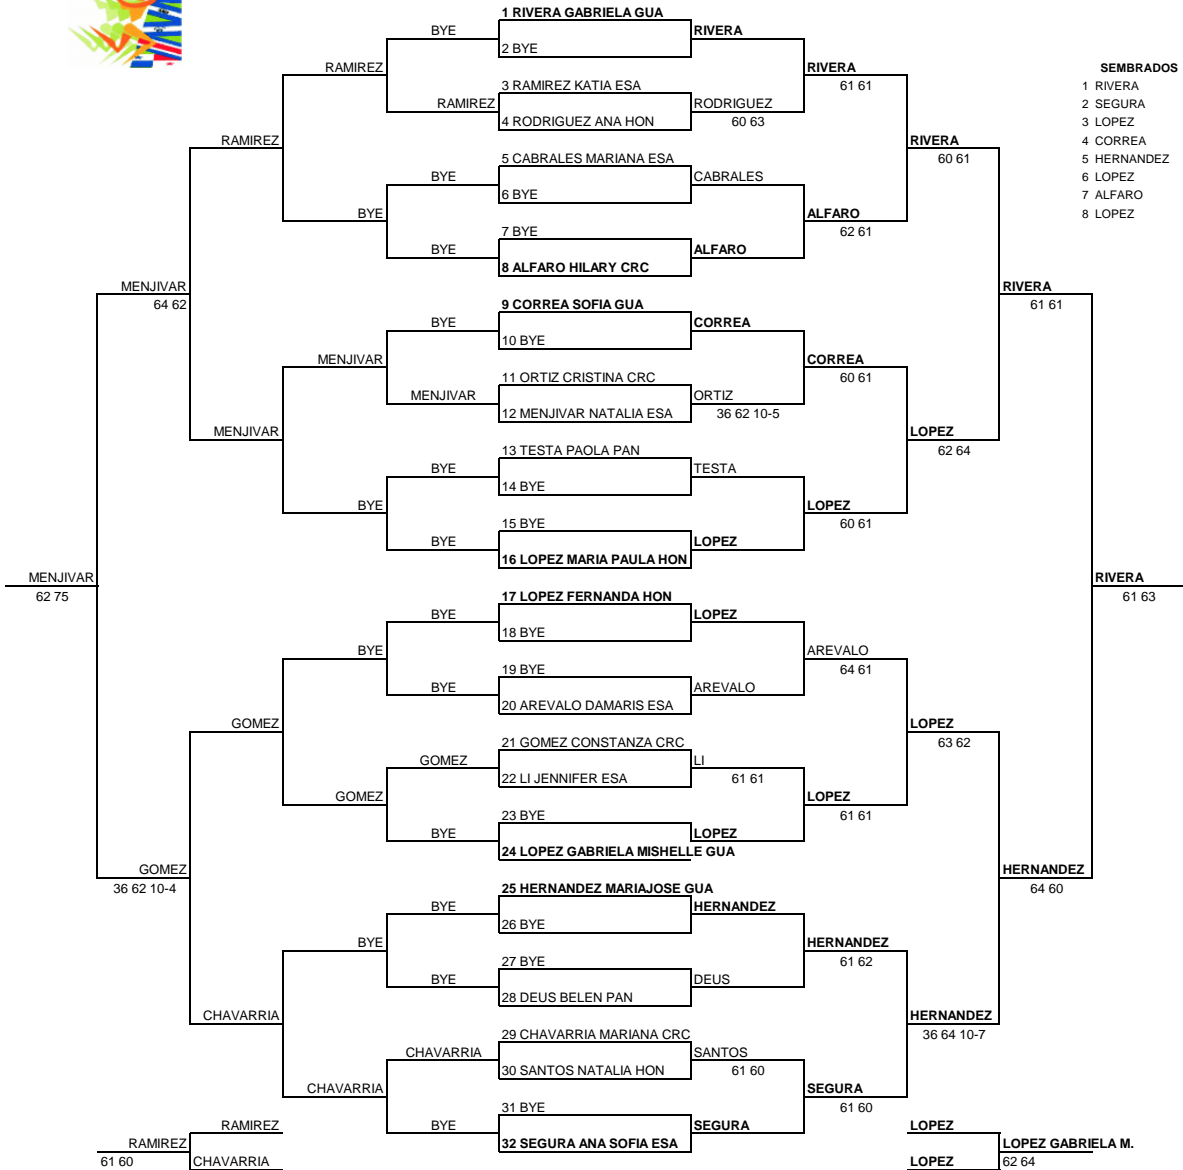 1 RIVERA GABRIELA GUA
BYE RIVERA
2 BYE
RAMIREZ RIVERA
SEMBRADOS
3 RAMIREZ KATIA ESA 61 61
1 RIVERA
RAMIREZ RODRIGUEZ
2 SEGURA
4 RODRIGUEZ ANA HON 60 63
3 LOPEZ
RAMIREZ RIVERA
4 CORREA
5 CABRALES MARIANA ESA 60 61
5 HERNANDEZ
BYE CABRALES
6 BYE
6 LOPEZ
7 ALFARO
BYE ALFARO
8 LOPEZ
7 BYE 62 61
BYE ALFARO
8 ALFARO HILARY CRC
MENJIVAR RIVERA
64 62 9 CORREA SOFIA GUA 61 61
BYE CORREA
10 BYE
MENJIVAR CORREA
11 ORTIZ CRISTINA CRC 60 61
MENJIVAR ORTIZ
12 MENJIVAR NATALIA ESA 36 62 10-5
MENJIVAR LOPEZ
13 TESTA PAOLA PAN 62 64
BYE TESTA
14 BYE
BYE LOPEZ
15 BYE 60 61
BYE LOPEZ
16 LOPEZ MARIA PAULA HON
MENJIVAR RIVERA
62 75 17 LOPEZ FERNANDA HON 61 63
BYE LOPEZ
18 BYE
BYE AREVALO
19 BYE 64 61
BYE AREVALO
20 AREVALO DAMARIS ESA
GOMEZ LOPEZ
21 GOMEZ CONSTANZA CRC 63 62
GOMEZ LI
22 LI JENNIFER ESA 61 61
GOMEZ LOPEZ
23 BYE 61 61
BYE LOPEZ
24 LOPEZ GABRIELA MISHELLE GUA
GOMEZ HERNANDEZ
36 62 10-4 25 HERNANDEZ MARIAJOSE GUA 64 60
BYE HERNANDEZ
26 BYE
BYE HERNANDEZ
27 BYE 61 62
BYE DEUS
28 DEUS BELEN PAN
CHAVARRIA HERNANDEZ
29 CHAVARRIA MARIANA CRC 36 64 10-7
CHAVARRIA SANTOS
30 SANTOS NATALIA HON 61 60
CHAVARRIA SEGURA
31 BYE 61 60
RAMIREZ BYE SEGURA LOPEZ
RAMIREZ 32 SEGURA ANA SOFIA ESA LOPEZ GABRIELA M.
61 60 CHAVARRIA LOPEZ 62 64